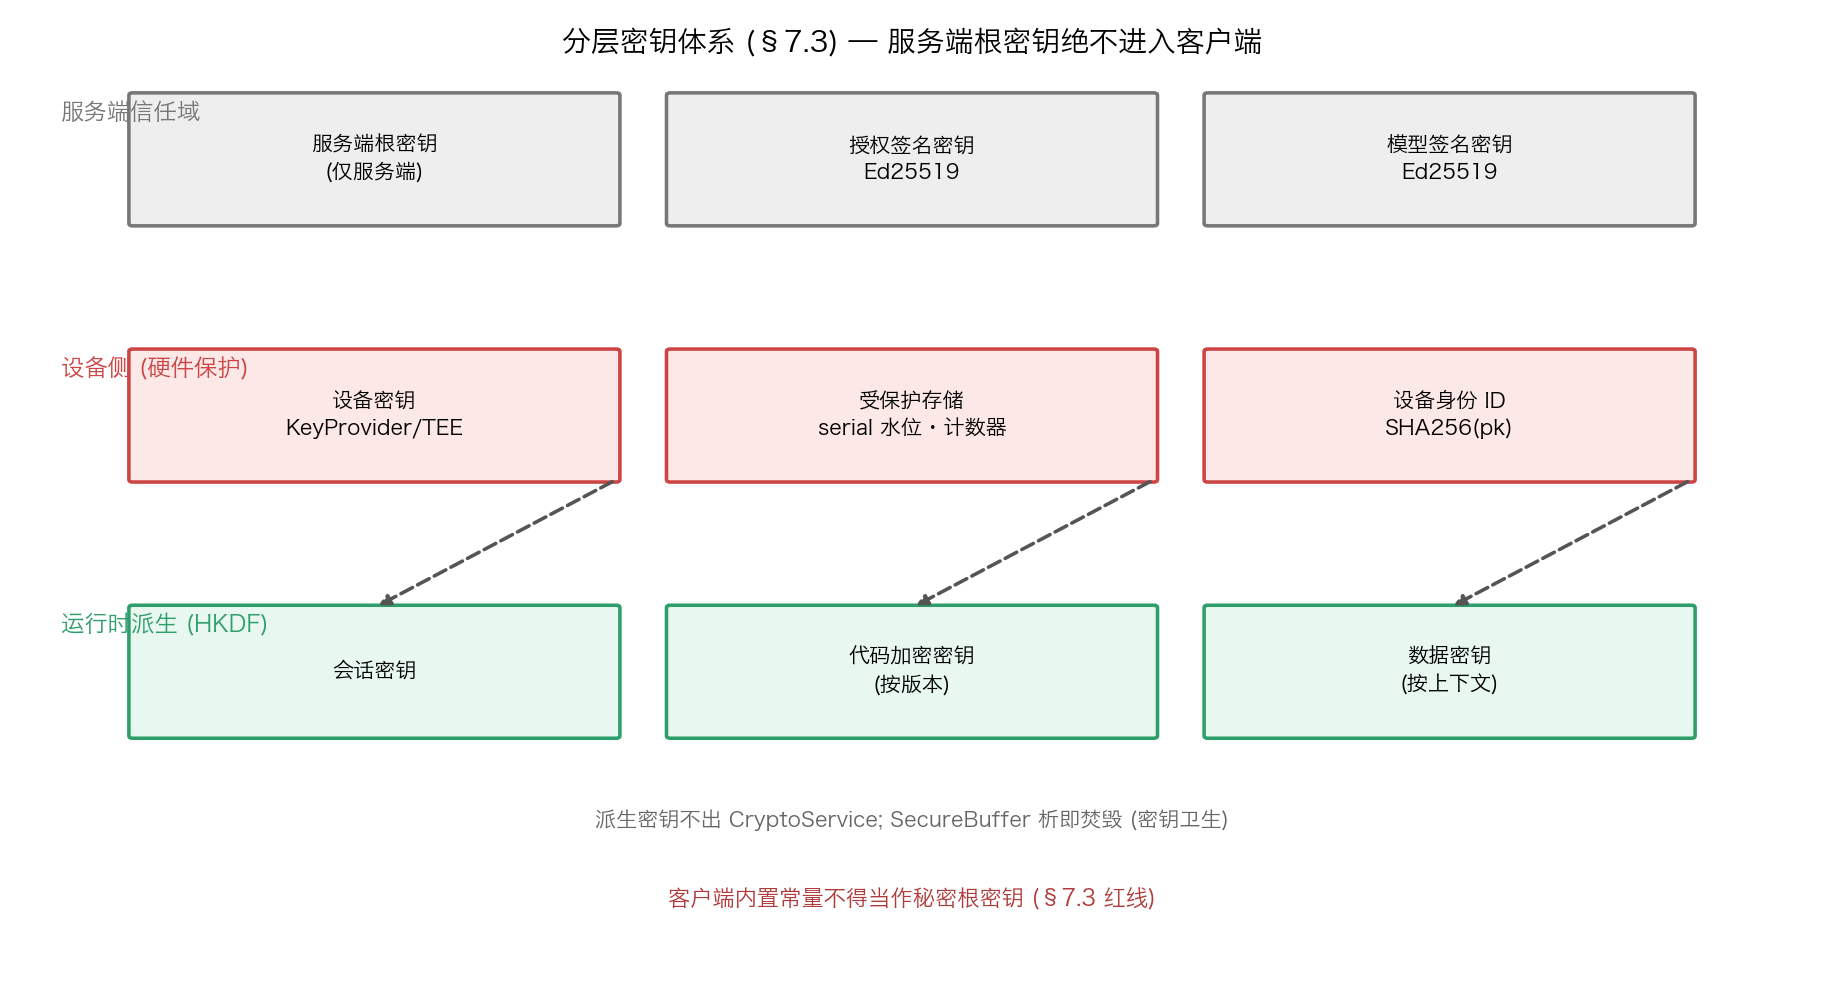 分层密钥体系 (§7.3) — 服务端根密钥绝不进入客户端
服务端信任域
服务端根密钥
(仅服务端)
授权签名密钥
Ed25519
模型签名密钥
Ed25519
设备侧 (硬件保护)
设备密钥
KeyProvider/TEE
受保护存储
serial 水位・计数器
设备身份 ID
SHA256(pk)
运行时派生 (HKDF)
会话密钥
代码加密密钥
(按版本)
数据密钥
(按上下文)
派生密钥不出 CryptoService; SecureBuffer 析即焚毁 (密钥卫生)
客户端内置常量不得当作秘密根密钥 (§7.3 红线)